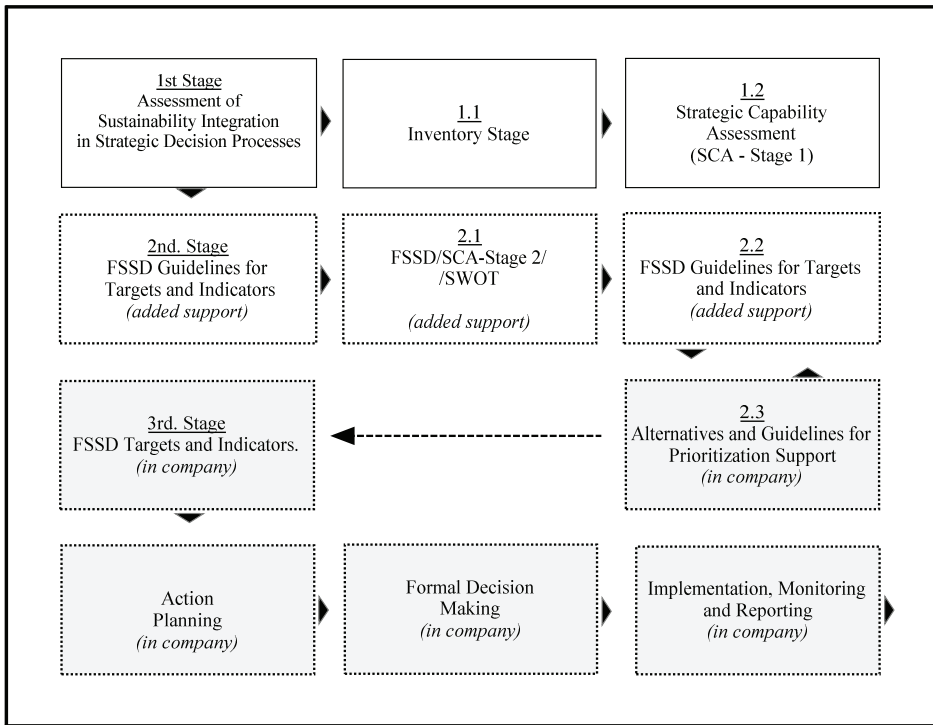 1st Stage
Assessment of
Sustainability Integration
in Strategic Decision Processes
1.1
Inventory Stage
1.2
Strategic Capability
Assessment
(SCA - Stage 1)
2nd. Stage
FSSD Guidelines for
Targets and Indicators
(added support)
2.1
FSSD/SCA-Stage 2/
/SWOT
(added support)
2.2
FSSD Guidelines for Targets
and Indicators
(added support)
3rd. Stage
FSSD Targets and Indicators.
(in company)
2.3
Alternatives and Guidelines for
Prioritization Support
(in company)
Action
Planning
(in company)
Formal Decision
Making
(in company)
Implementation, Monitoring
and Reporting
(in company)